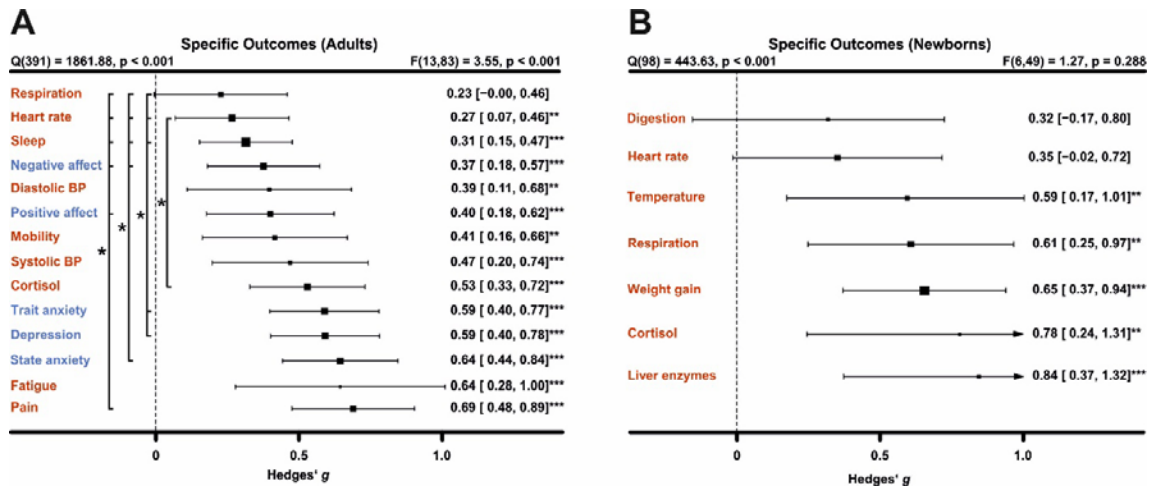 A
Specific Outcomes (Adults)
Q(391) = 1861.88, p < 0.001 F(13,83) = 3.55, p < 0.001
Respiration 0.23 [−0.00, 0.46]
Heart rate 0.27 [ 0.07, 0.46]**
Sleep 0.31 [ 0.15, 0.47]***
Negative affect 0.37 [ 0.18, 0.57]***
Diastolic BP 0.39 [ 0.11, 0.68]**
Positive affect 0.40 [ 0.18, 0.62]***
Mobility 0.41 [ 0.16, 0.66]**
Systolic BP 0.47 [ 0.20, 0.74]***
Cortisol 0.53 [ 0.33, 0.72]***
Trait anxiety 0.59 [ 0.40, 0.77]***
Depression 0.59 [ 0.40, 0.78]***
State anxiety 0.64 [ 0.44, 0.84]***
Fatigue 0.64 [ 0.28, 1.00]***
Pain 0.69 [ 0.48, 0.89]***
* * * *
0 0.5 1.0
Hedges‘ g
B
Specific Outcomes (Newborns)
Q(98) = 443.63, p < 0.001 F(6,49) = 1.27, p = 0.288
Digestion 0.32 [−0.17, 0.80]
Heart rate 0.35 [−0.02, 0.72]
Temperature 0.59 [ 0.17, 1.01]**
Respiration 0.61 [ 0.25, 0.97]**
Weight gain 0.65 [ 0.37, 0.94]***
Cortisol 0.78 [ 0.24, 1.31]**
Liver enzymes 0.84 [ 0.37, 1.32]***
0 0.5 1.0
Hedges‘ g